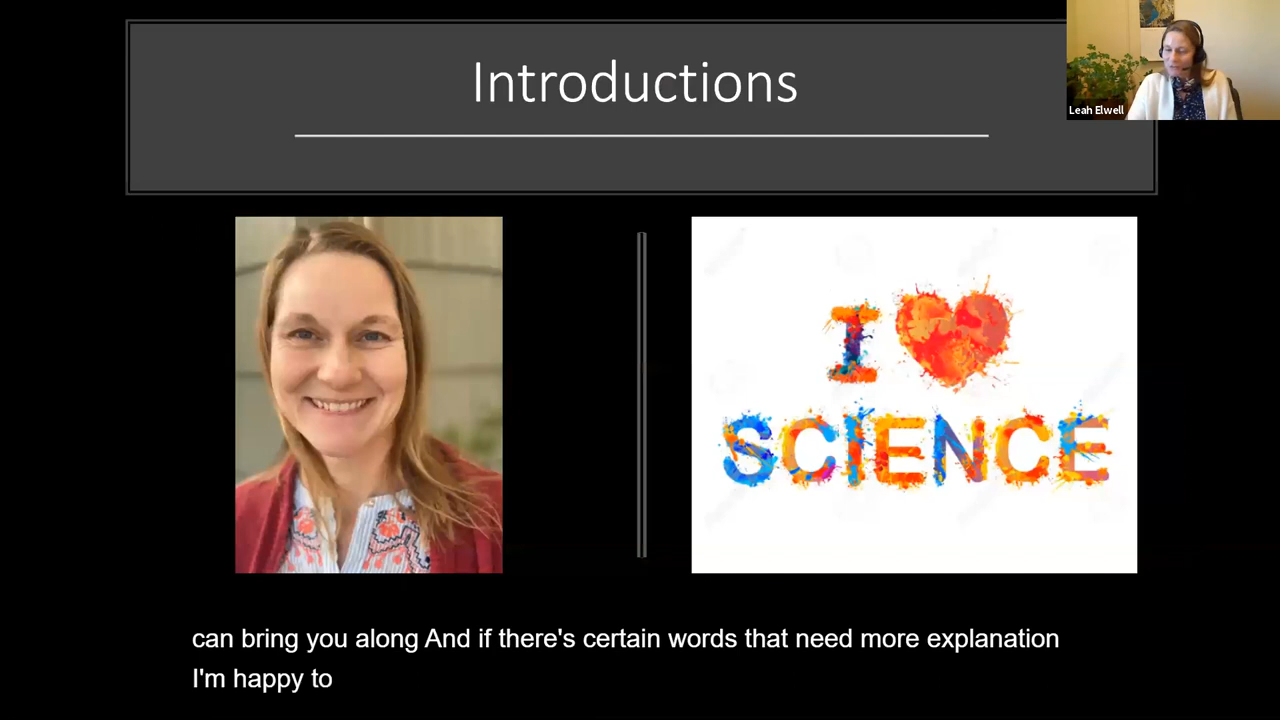 Introductions
Leah Elwell
I
SCIENCE
can bring you along And if there's certain words that need more explanation
I'm happy to